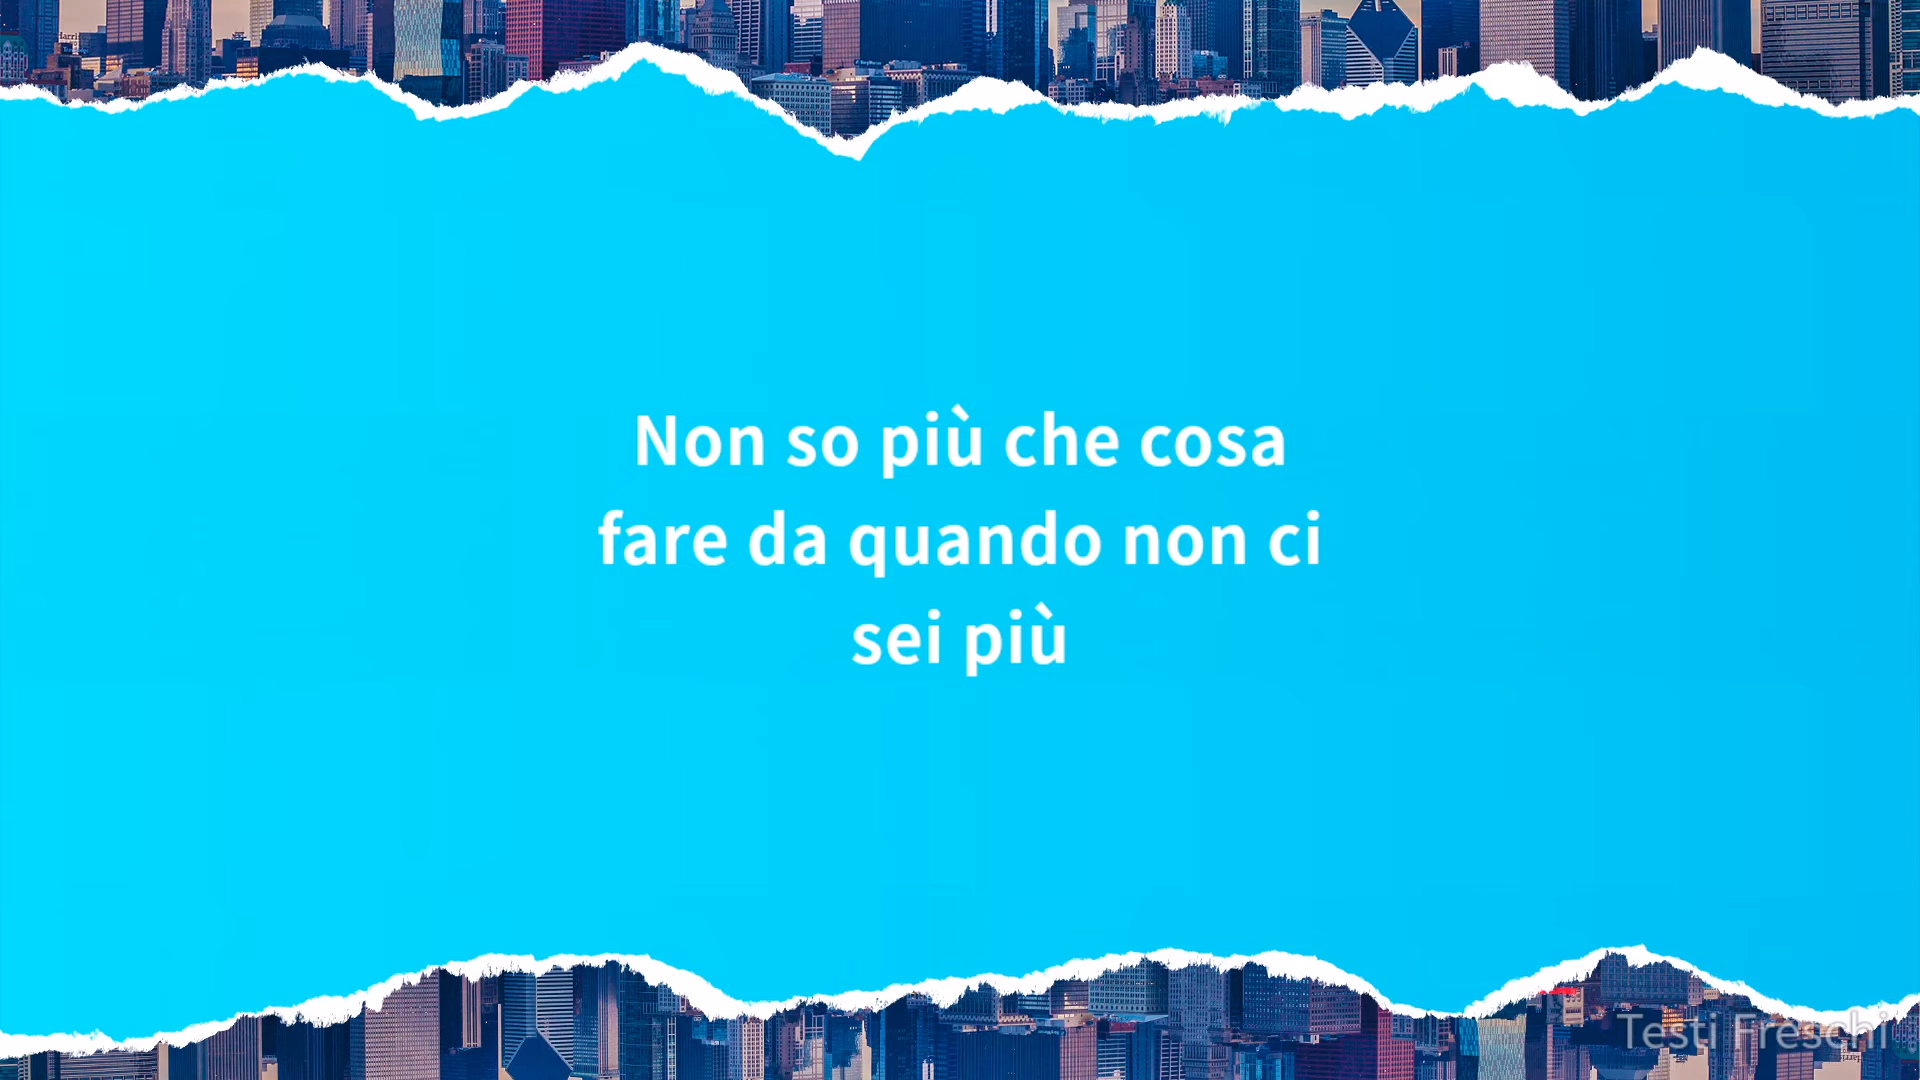 Non so più che cosa
fare da quando non ci
sei più
Testi Freschi